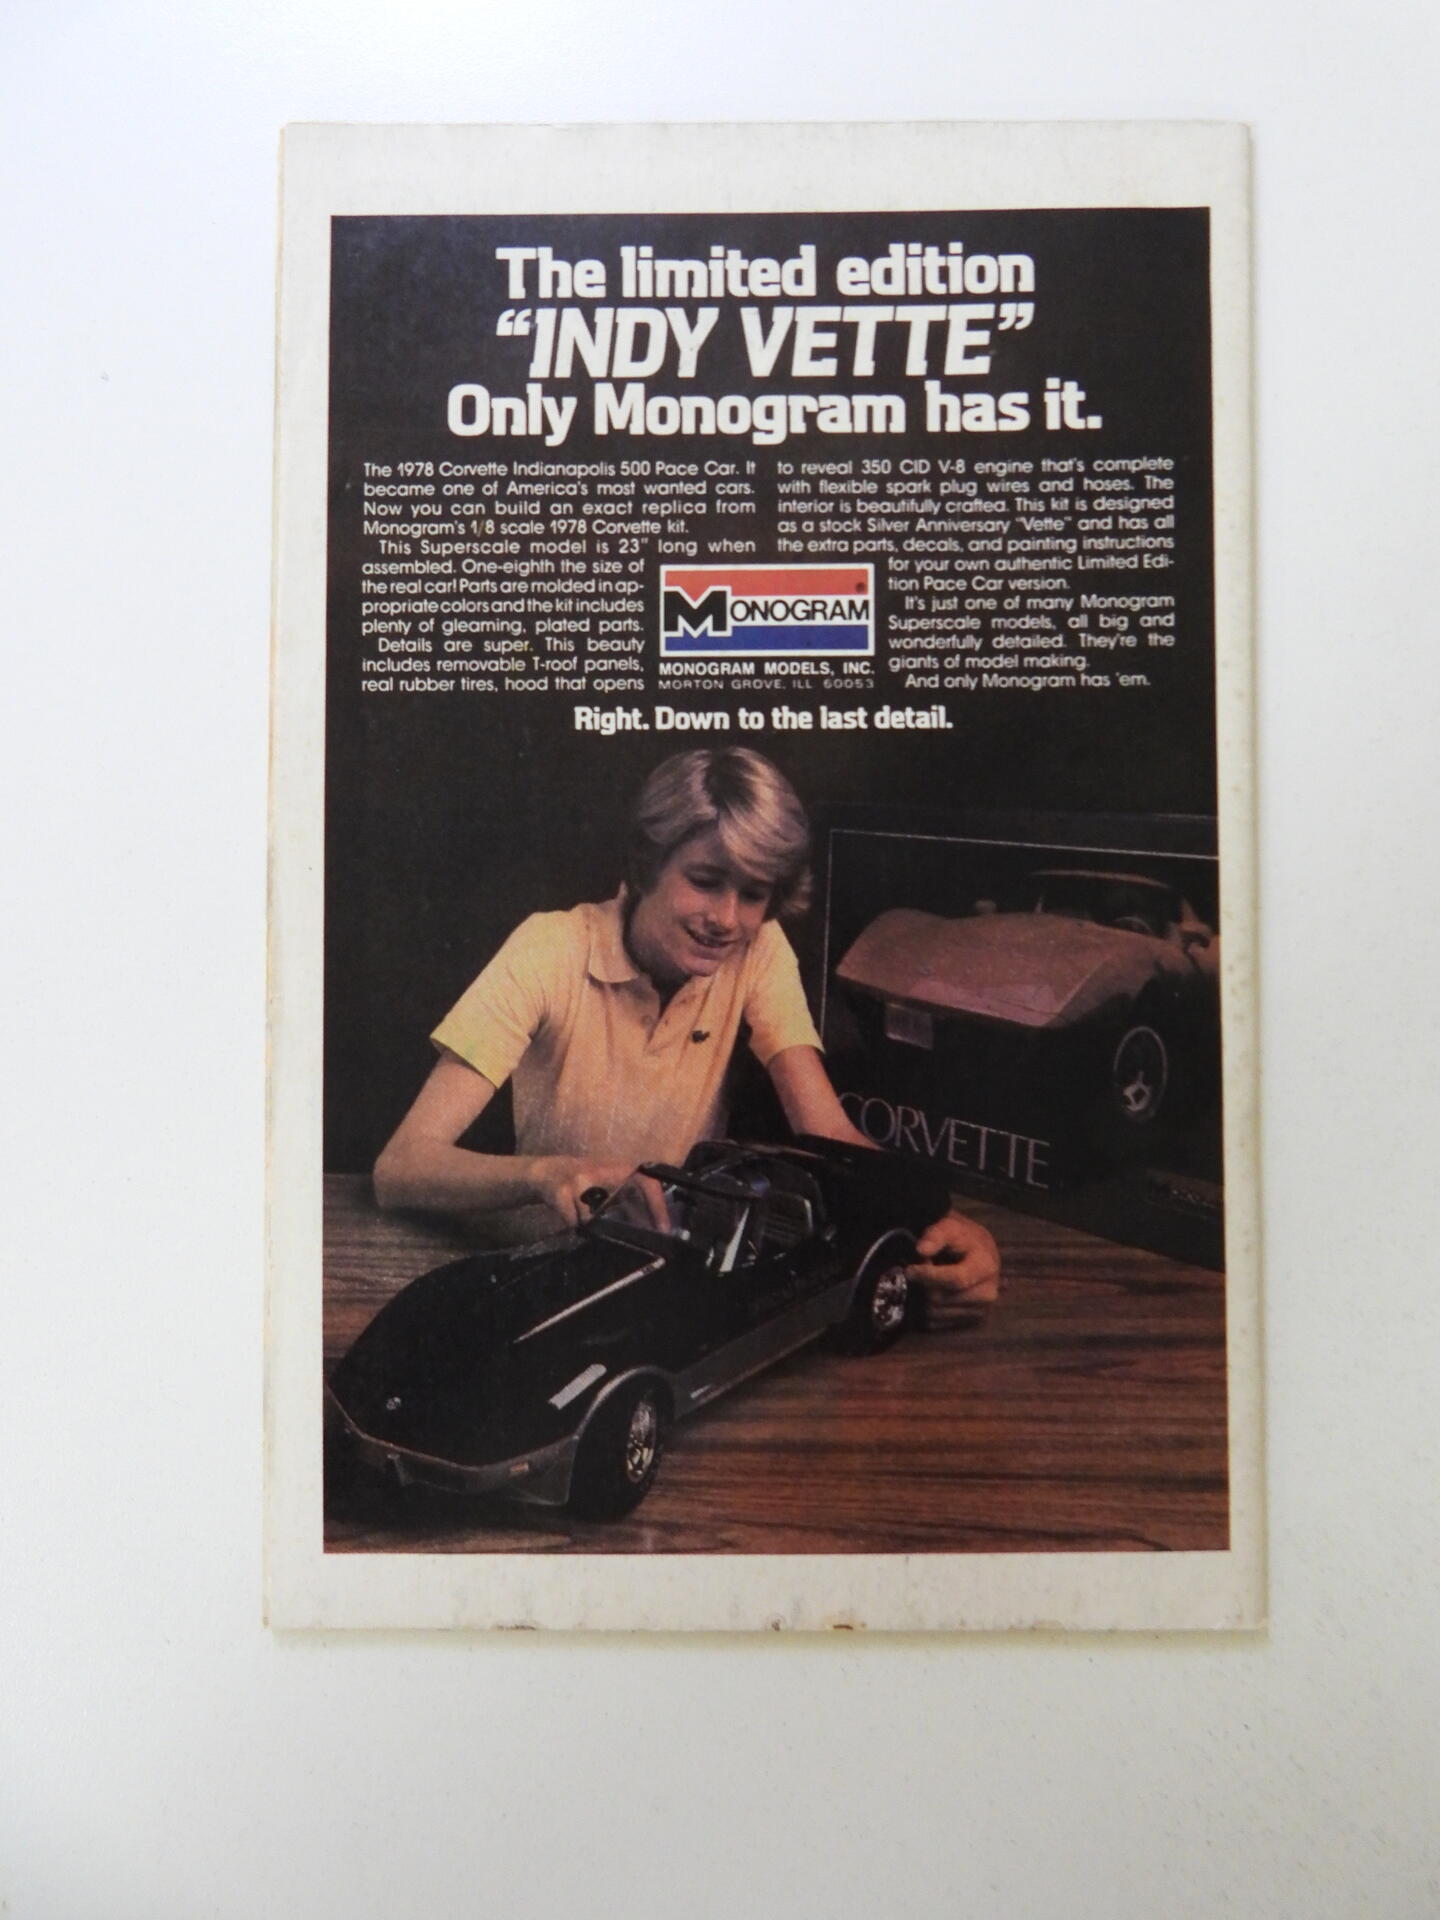 The limited edition
“INDY VETTE”
Only Monogram has it.
The 1978 Corvette Indianapolis 500 Pace Car. It
became one of America's most wanted cars.
Now you can build an exact replica from
Monogram's 1/8 scale 1978 Corvette kit.
This Superscale model is 23" long when
assembled. One-eighth the size of
the real car! Parts are molded in ap-
propriate colors and the kit includes
plenty of gleaming, plated parts.
Details are super. This beauty
includes removable T-roof panels,
real rubber tires, hood that opens
to reveal 350 CID V-8 engine that's complete
with flexible spark plug wires and hoses. The
interior is beautifully crafted. This kit is designed
as a stock Silver Anniversary "Vette" and has all
the extra parts, decals, and painting instructions
for your own authentic Limited Edi-
tion Pace Car version.
It's just one of many Monogram
Superscale models, all big and
wonderfully detailed. They're the
giants of model making.
And only Monogram has 'em.
MONOGRAM ®
MONOGRAM MODELS, INC.
MORTON GROVE, ILL 60053
Right. Down to the last detail.
CORVETTE